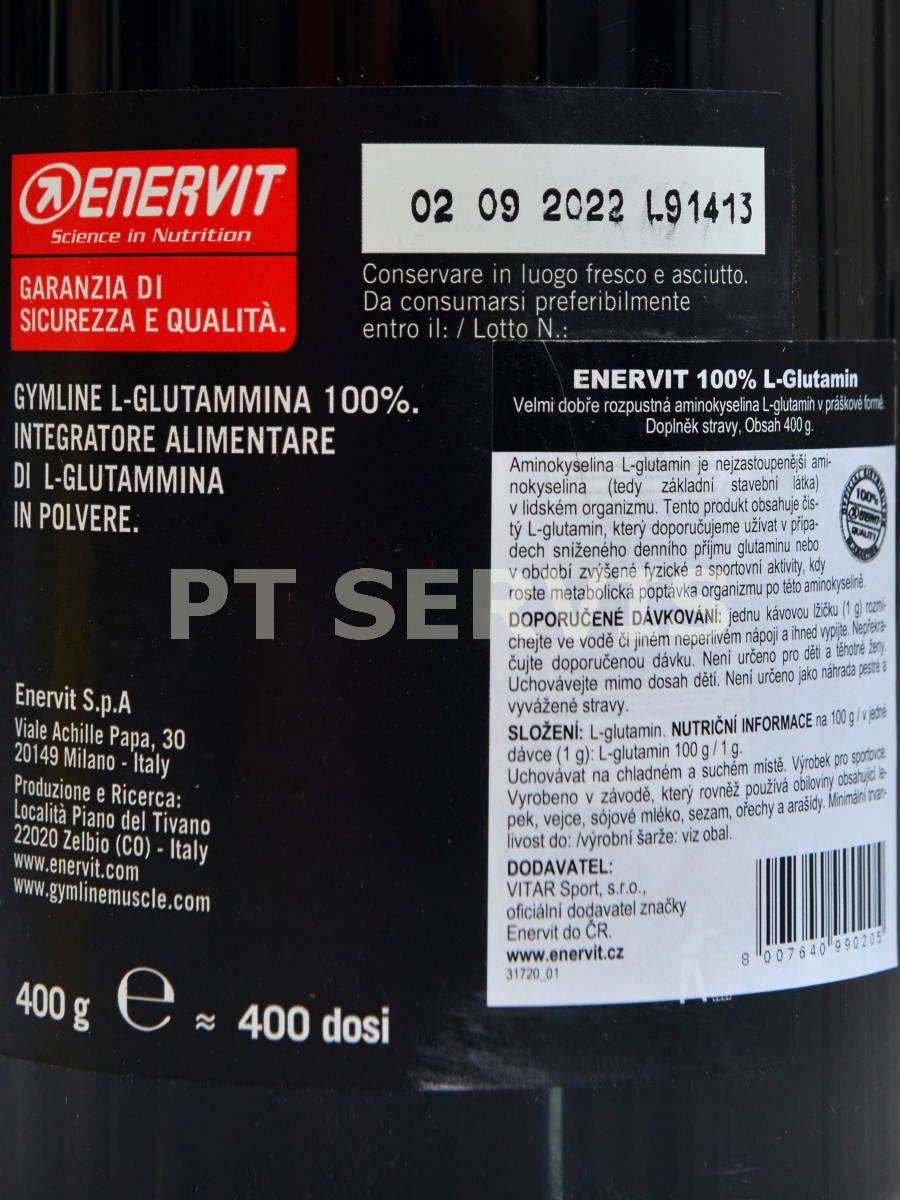 ENERVIT
Science in Nutrition
GARANZIA DI
SICUREZZA E QUALITÀ.
02 09 2022 L91413
Conservare in luogo fresco e asciutto.
Da consumarsi preferibilmente
entro il: / Lotto N.:
GYMLINE L-GLUTAMMINA 100%.
INTEGRATORE ALIMENTARE
DI L-GLUTAMMINA
IN POLVERE.
PT SERVIS
Enervit S.p.A
Viale Achille Papa, 30
20149 Milano - Italy
Produzione e Ricerca:
Località Piano del Tivano
22020 Zelbio (CO) - Italy
www.enervit.com
www.gymlinemuscle.com
400 g e ≈ 400 dosi
ENERVIT 100% L-Glutamin
Velmi dobře rozpustná aminokyselina L-glutamin v práškové formě.
Doplněk stravy, Obsah 400 g.
Aminokyselina L-glutamin je nejzastoupenější ami-
nokyselina (tedy základní stavební látka)
v lidském organizmu. Tento produkt obsahuje čis-
tý L-glutamin, který doporučujeme užívat v přípa-
dech sníženého denního příjmu glutaminu nebo
v období zvýšené fyzické a sportovní aktivity, kdy
roste metabolická poptávka organizmu po této aminokyselině.
100%
ENERVIT
QUALITY
DOPORUČENÉ DÁVKOVÁNÍ: jednu kávovou lžičku (1 g) rozmí-
chejte ve vodě či jiném neperlivém nápoji a ihned vypijte. Nepřekra-
čujte doporučenou dávku. Není určeno pro děti a těhotné ženy.
Uchovávejte mimo dosah dětí. Není určeno jako náhrada pestré a
vyvážené stravy.
SLOŽENÍ: L-glutamin. NUTRIČNÍ INFORMACE na 100 g / v jedné
dávce (1 g): L-glutamin 100 g / 1 g.
Uchovávat na chladném a suchém místě. Výrobek pro sportovce.
Vyrobeno v závodě, který rovněž používá obiloviny obsahující le-
pek, vejce, sójové mléko, sezam, ořechy a arašídy. Minimální trvan-
livost do: /výrobní šarže: viz obal.
DODAVATEL:
VITAR Sport, s.r.o.,
oficiální dodavatel značky
Enervit do ČR.
www.enervit.cz
31720_01
8 007640 990205